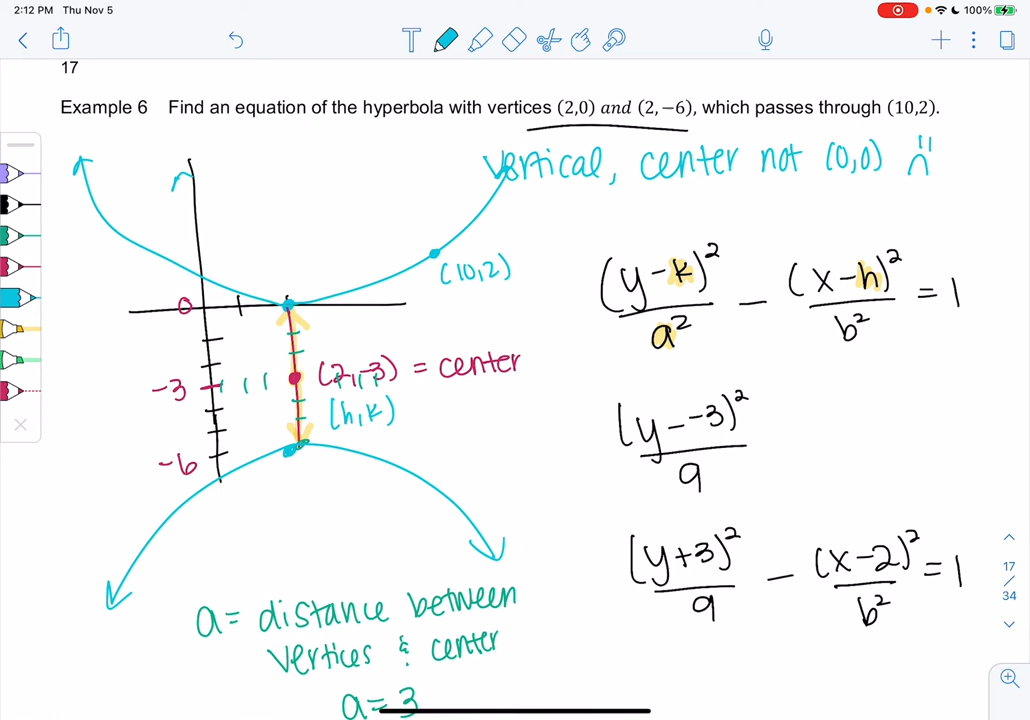 2:12 PM Thu Nov 5
100%
T
17
Example 6 Find an equation of the hyperbola with vertices (2,0) and (2,−6), which passes through (10,2).
vertical, center not (0,0)
(10,2)
(y-k)² / a² - (x-h)² / b² = 1
0
-3
(2,-3) = center
(h,k)
(y--3)² / 9
-6
(y+3)² / 9 - (x-2)² / b² = 1
a = distance between
vertices & center
a = 3
17
/
34